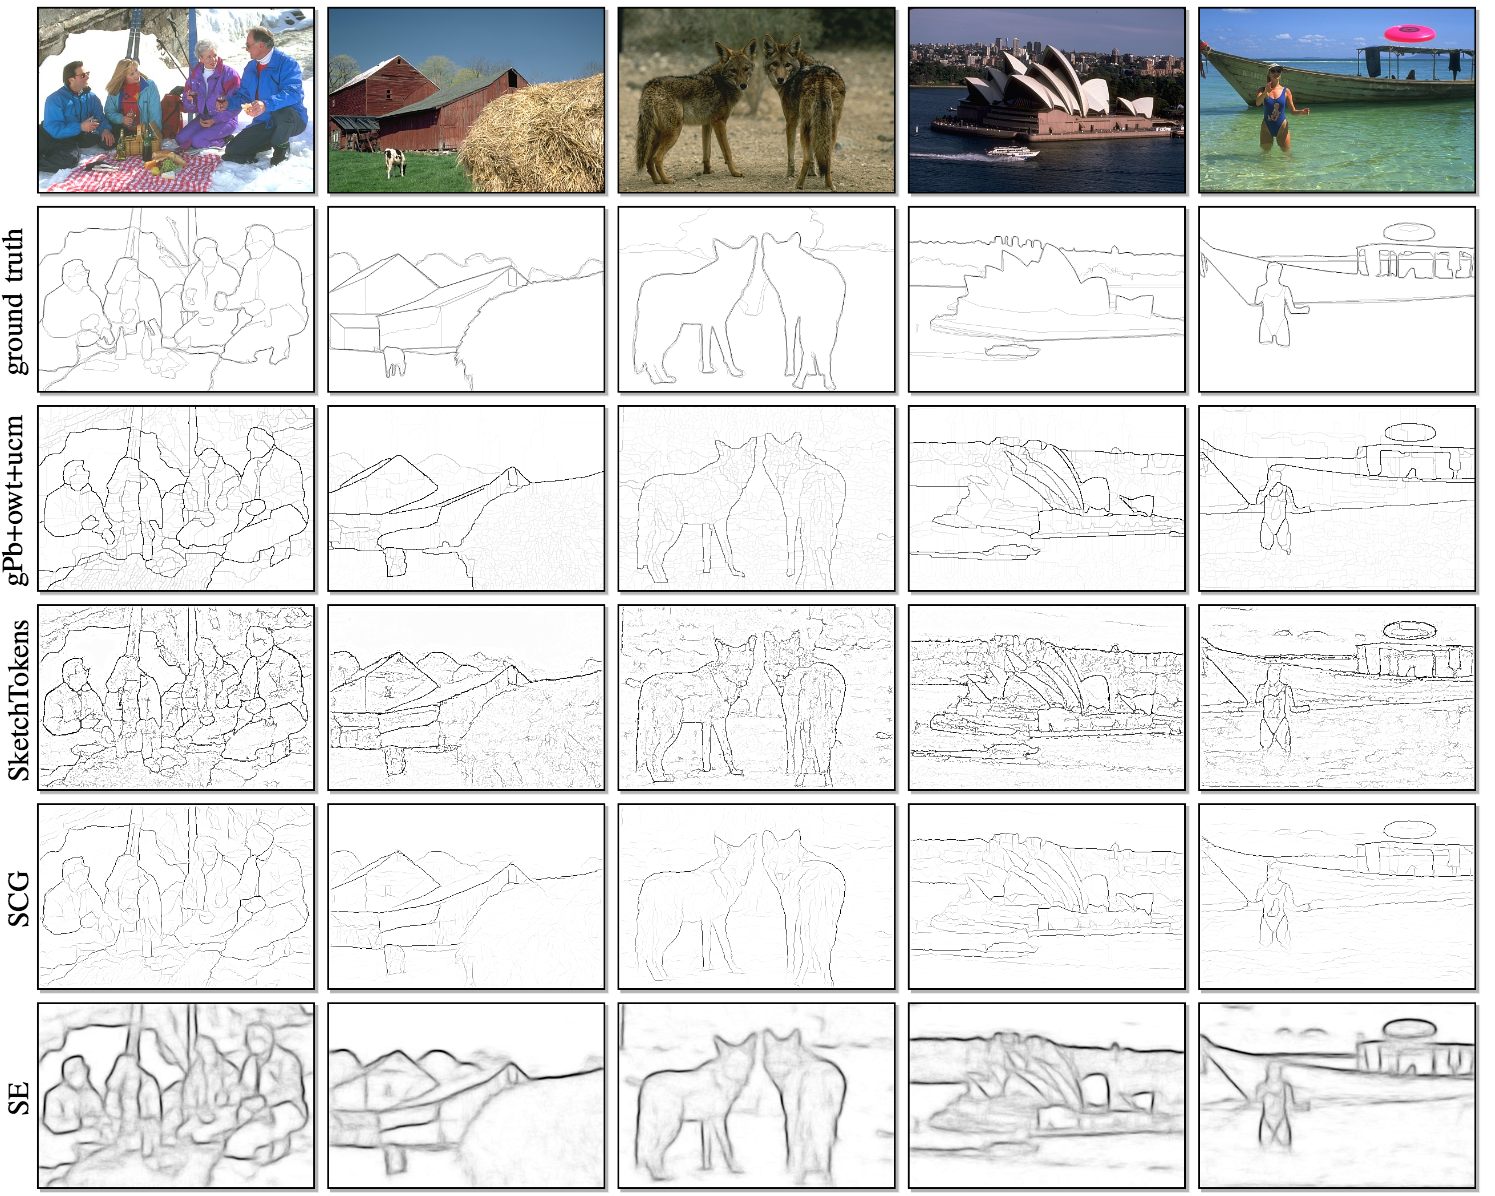 ground truth
gPb+owt+ucm
SketchTokens
SCG
SE